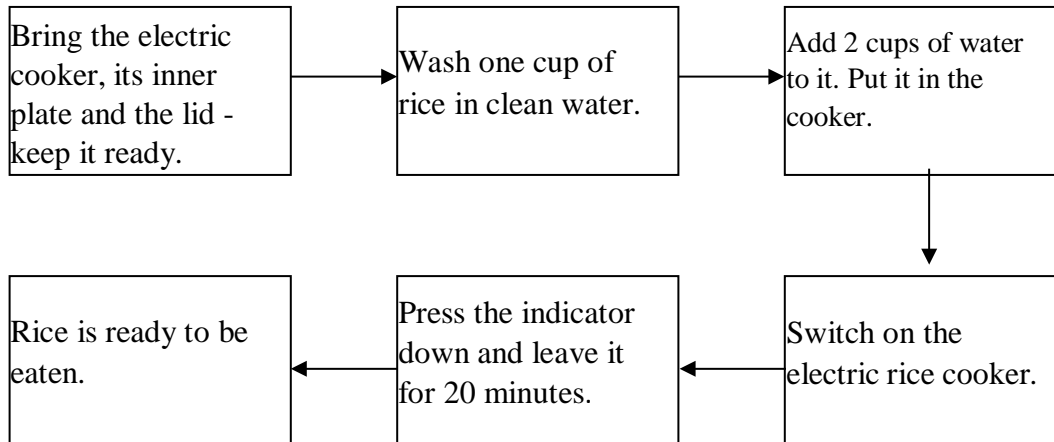 Bring the electric
cooker, its inner
plate and the lid -
keep it ready.
Wash one cup of
rice in clean water.
Add 2 cups of water
to it. Put it in the
cooker.
Switch on the
electric rice cooker.
Press the indicator
down and leave it
for 20 minutes.
Rice is ready to be
eaten.